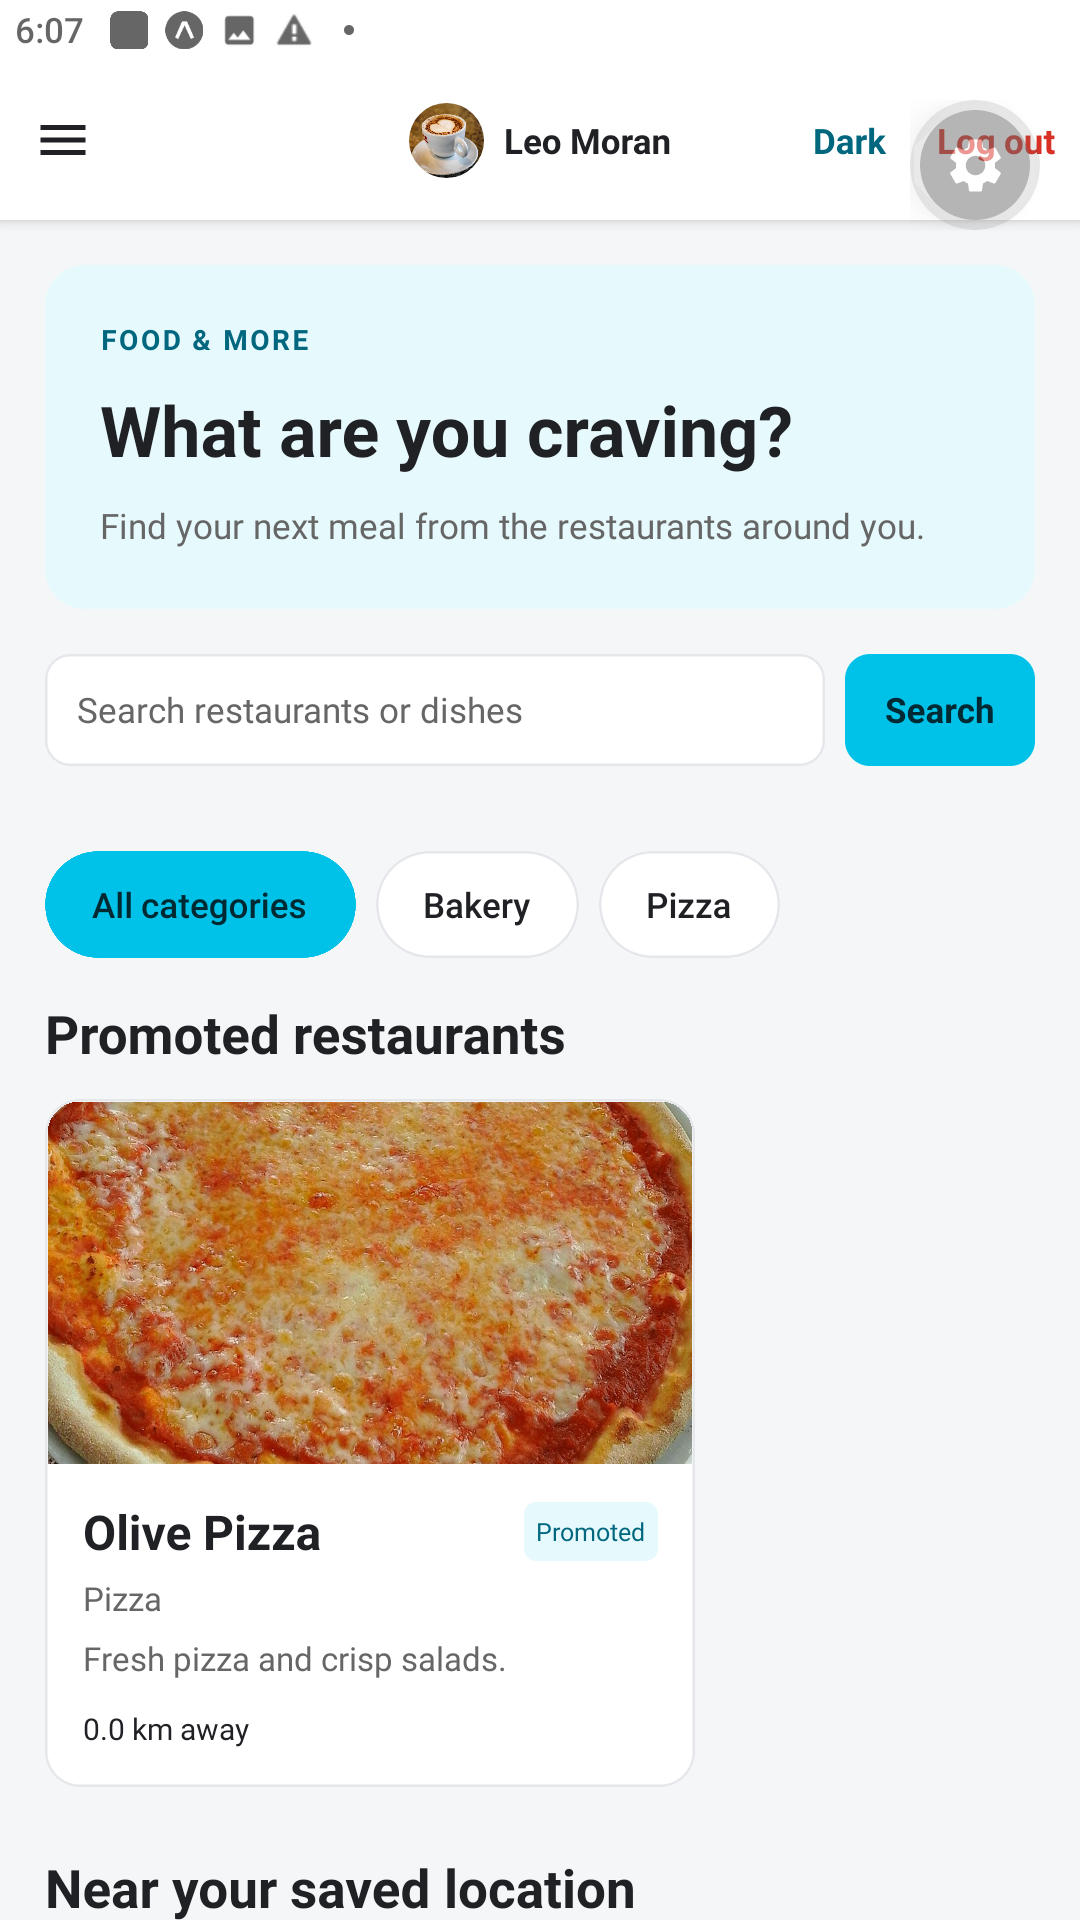 6:07
Leo Moran
Dark
Log out
FOOD & MORE
What are you craving?
Find your next meal from the restaurants around you.
Search restaurants or dishes
Search
All categories
Bakery
Pizza
Promoted restaurants
Olive Pizza
Promoted
Pizza
Fresh pizza and crisp salads.
0.0 km away
Near your saved location